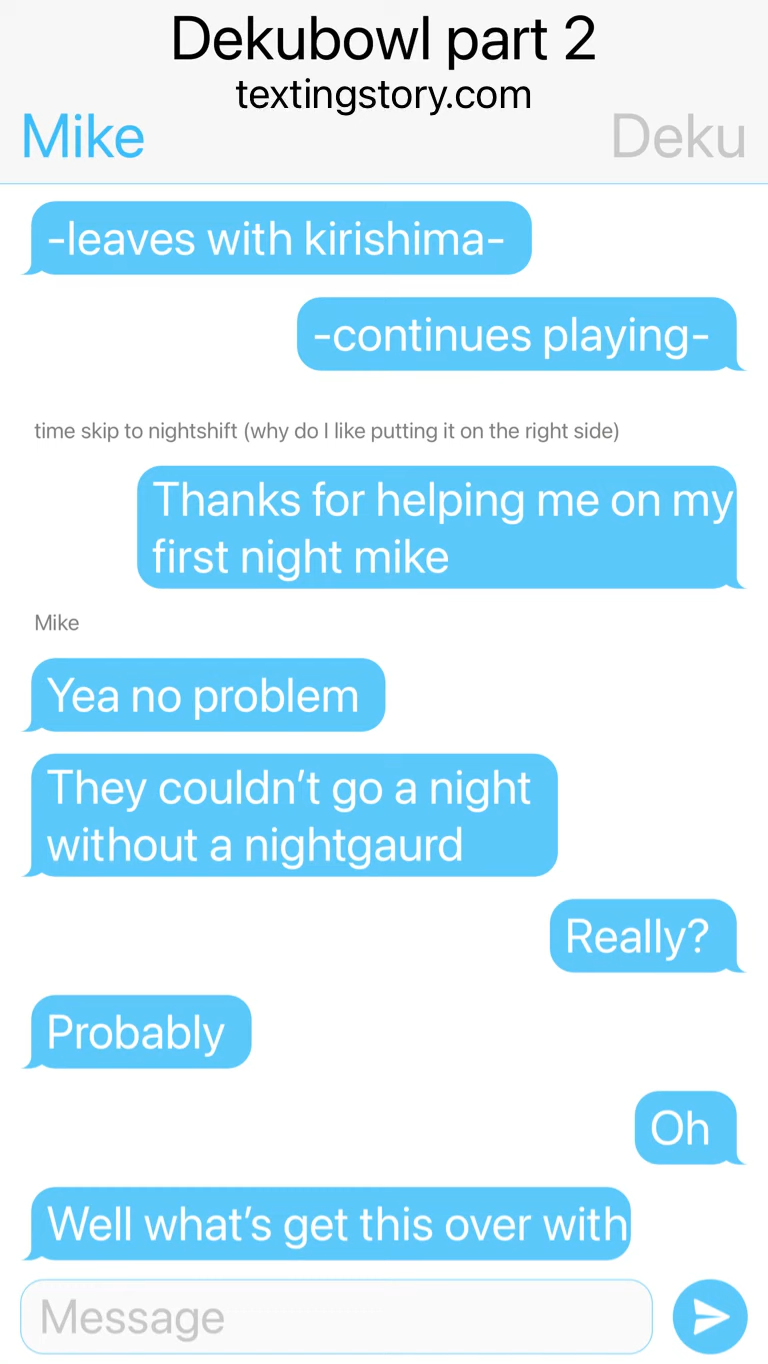 Dekubowl part 2
textingstory.com
Mike
Deku
-leaves with kirishima-
-continues playing-
time skip to nightshift (why do I like putting it on the right side)
Thanks for helping me on my
first night mike
Mike
Yea no problem
They couldn't go a night
without a nightgaurd
Really?
Probably
Oh
Well what's get this over with
Message